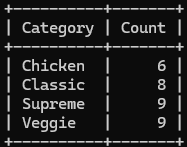 +----------+-------+
| Category | Count |
+----------+-------+
| Chicken  |     6 |
| Classic  |     8 |
| Supreme  |     9 |
| Veggie   |     9 |
+----------+-------+